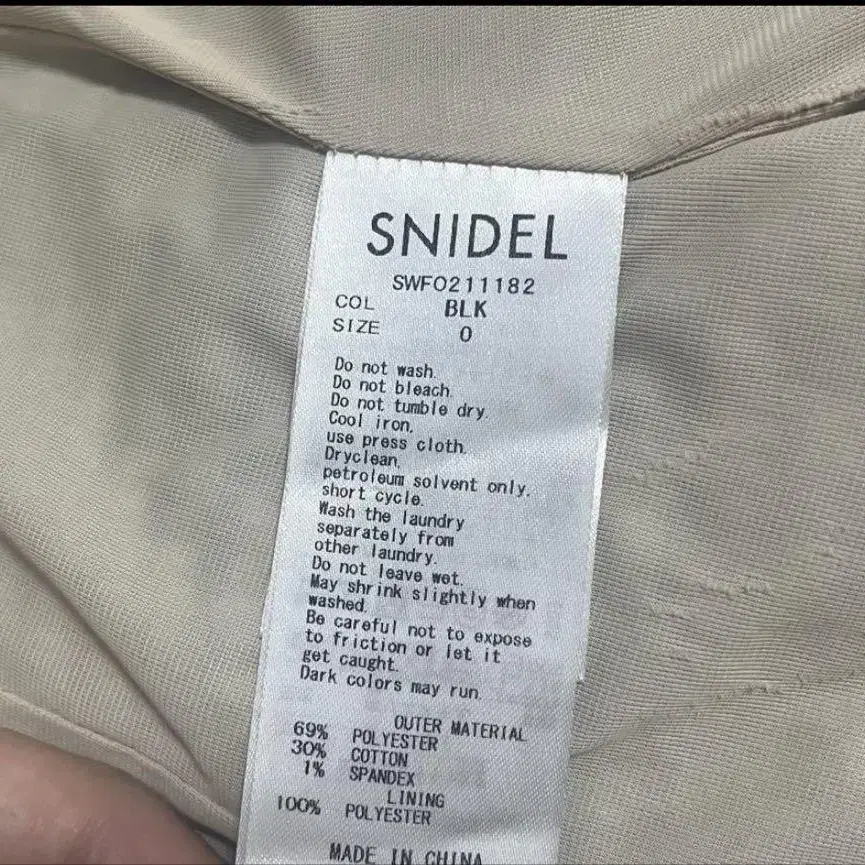 SNIDEL
SWFO211182
COL BLK
SIZE 0
Do not wash.
Do not bleach.
Do not tumble dry.
Cool iron,
use press cloth.
Dryclean,
petroleum solvent only.
short cycle.
Wash the laundry
separately from
other laundry.
Do not leave wet.
May shrink slightly when
washed.
Be careful not to expose
to friction or let it
get caught.
Dark colors may run.
OUTER MATERIAL
69% POLYESTER
30% COTTON
1% SPANDEX
LINING
100% POLYESTER
MADE IN CHINA